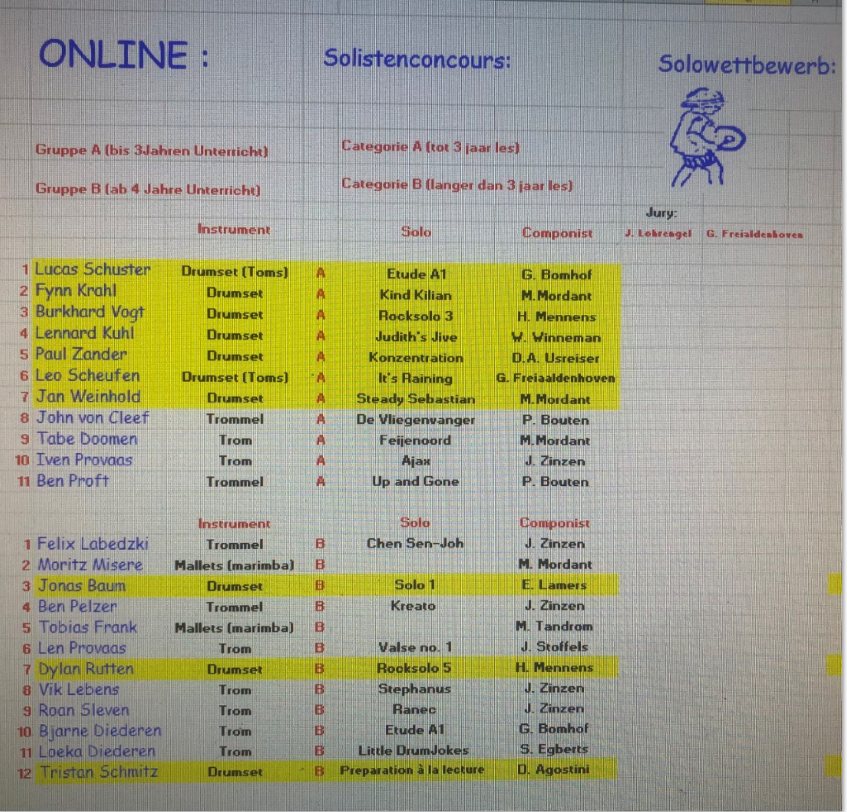 ONLINE : Solistenconcours: Solowettbewerb:
Gruppe A (bis 3Jahren Unterricht) Categorie A (tot 3 jaar les)
Gruppe B (ab 4 Jahre Unterricht) Categorie B (langer dan 3 jaar les)
Jury:
Instrument Solo Componist J. Lohrengel G. Freialdenhoven
1 Lucas Schuster Drumset (Toms) A Etude A1 G. Bomhof
2 Fynn Krahl Drumset A Kind Kilian M.Mordant
3 Burkhard Vogt Drumset A Rocksolo 3 H. Mennens
4 Lennard Kuhl Drumset A Judith's Jive W. Winneman
5 Paul Zander Drumset A Konzentration D.A. Usreiser
6 Leo Scheufen Drumset (Toms) A It's Raining G. Freiaaldenhoven
7 Jan Weinhold Drumset A Steady Sebastian M.Mordant
8 John von Cleef Trommel A De Vliegenvanger P. Bouten
9 Tabe Doomen Trom A Feijenoord M.Mordant
10 Iven Provaas Trom A Ajax J. Zinzen
11 Ben Proft Trommel A Up and Gone P. Bouten
Instrument Solo Componist
1 Felix Labedzki Trommel B Chen Sen-Joh J. Zinzen
2 Moritz Misere Mallets (marimba) B M. Mordant
3 Jonas Baum Drumset B Solo 1 E. Lamers
4 Ben Pelzer Trommel B Kreato J. Zinzen
5 Tobias Frank Mallets (marimba) B M. Tandrom
6 Len Provaas Trom B Valse no. 1 J. Stoffels
7 Dylan Rutten Drumset B Rocksolo 5 H. Mennens
8 Vik Lebens Trom B Stephanus J. Zinzen
9 Roan Sleven Trom B Ranec J. Zinzen
10 Bjarne Diederen Trom B Etude A1 G. Bomhof
11 Loeka Diederen Trom B Little DrumJokes S. Egberts
12 Tristan Schmitz Drumset B Preparation à la lecture D. Agostini